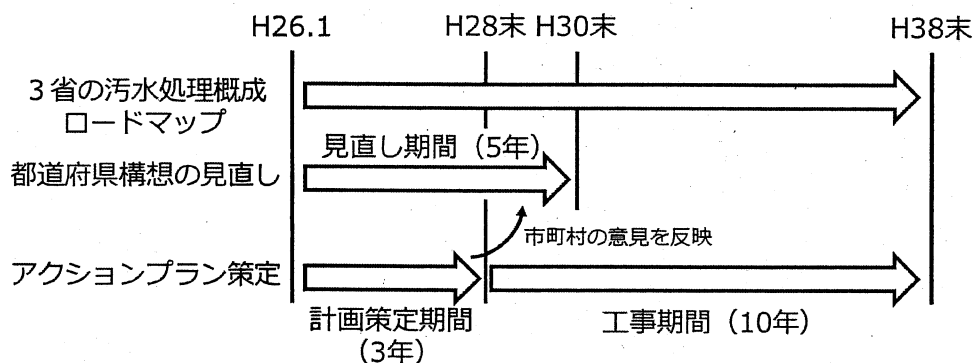 H26.1
H28末
H30末
H38末
3省の汚水処理概成
ロードマップ
見直し期間（5年）
都道府県構想の見直し
市町村の意見を反映
アクションプラン策定
計画策定期間
（3年）
工事期間（10年）